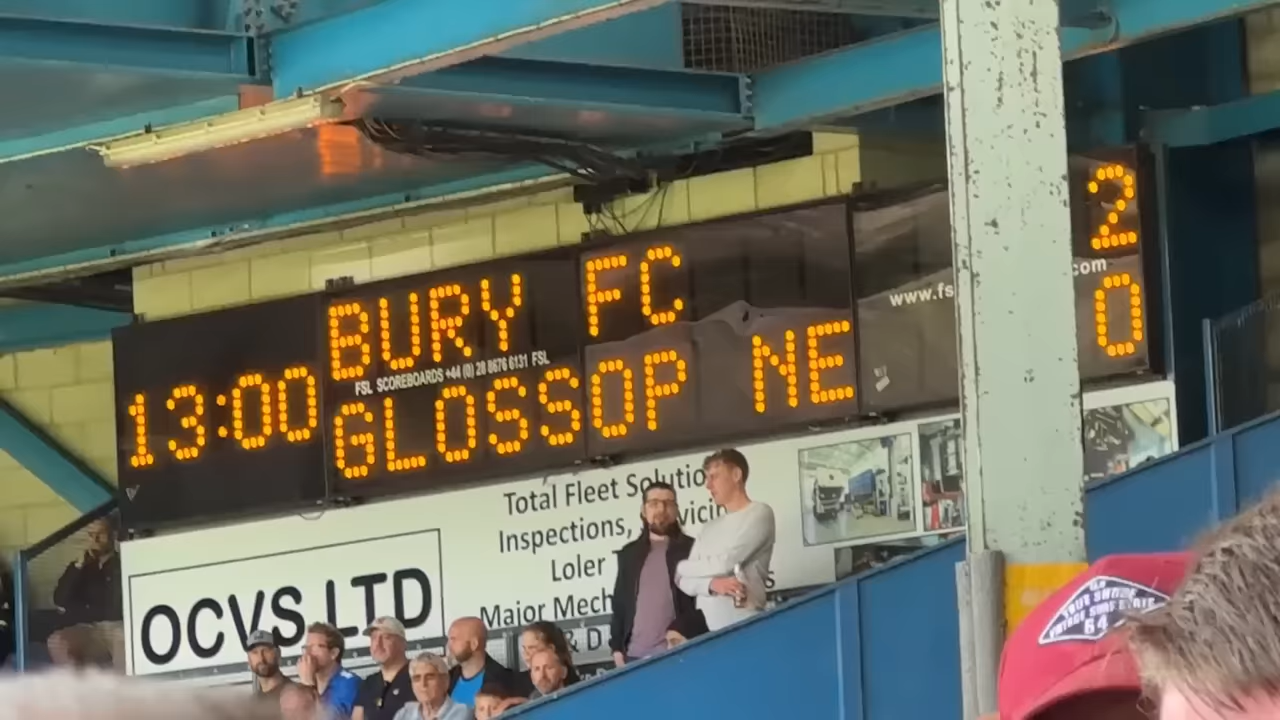 BURY FC 2
13:00
FSL SCOREBOARDS +44 (0) 28 8676 6131 FSL
www.fs
.com
GLOSSOP NE 0
Total Fleet Solutio
Inspections,
Loler
Major Mech
& D
OCVS LTD
64